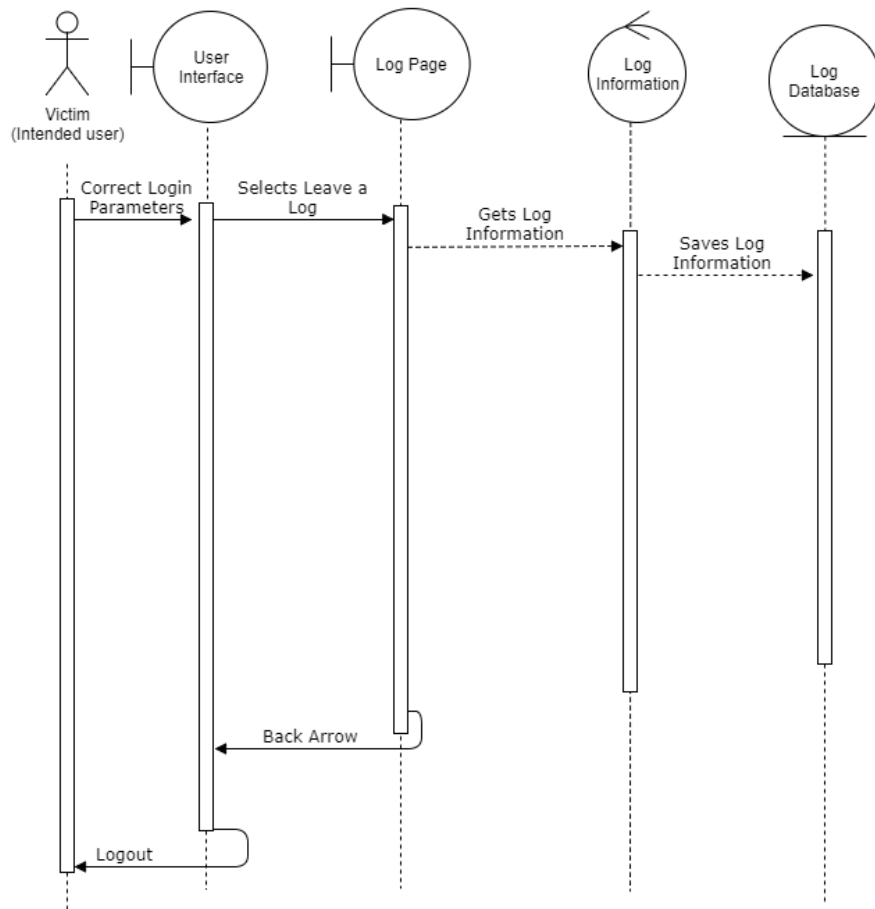 User
Interface
Log Page
Log
Information
Log
Database
Victim
(Intended user)
Correct Login
Parameters
Selects Leave a
Log
Gets Log
Information
Saves Log
Information
Back Arrow
Logout